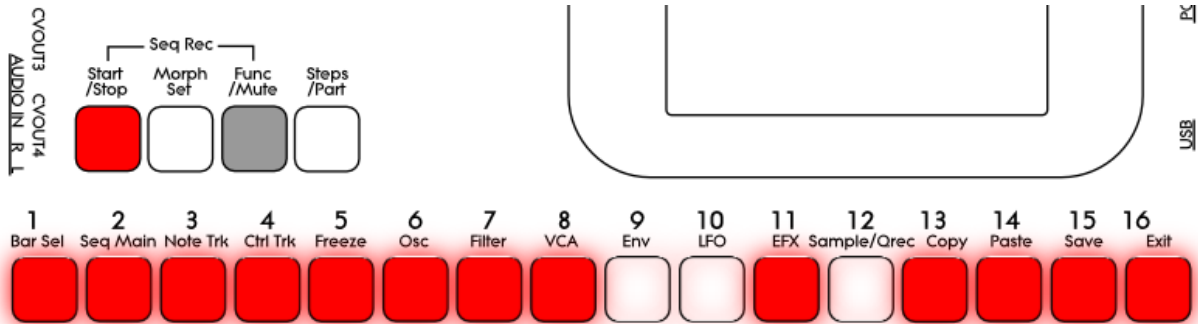 CVOUT3
AUDIO IN R L
CVOUT4
PC
USB
Seq Rec
Start
/Stop
Morph
Set
Func
/Mute
Steps
/Part
1 2 3 4 5 6 7 8 9 10 11 12 13 14 15 16
Bar Sel Seq Main Note Trk Ctrl Trk Freeze Osc Filter VCA Env LFO EFX Sample/Qrec Copy Paste Save Exit